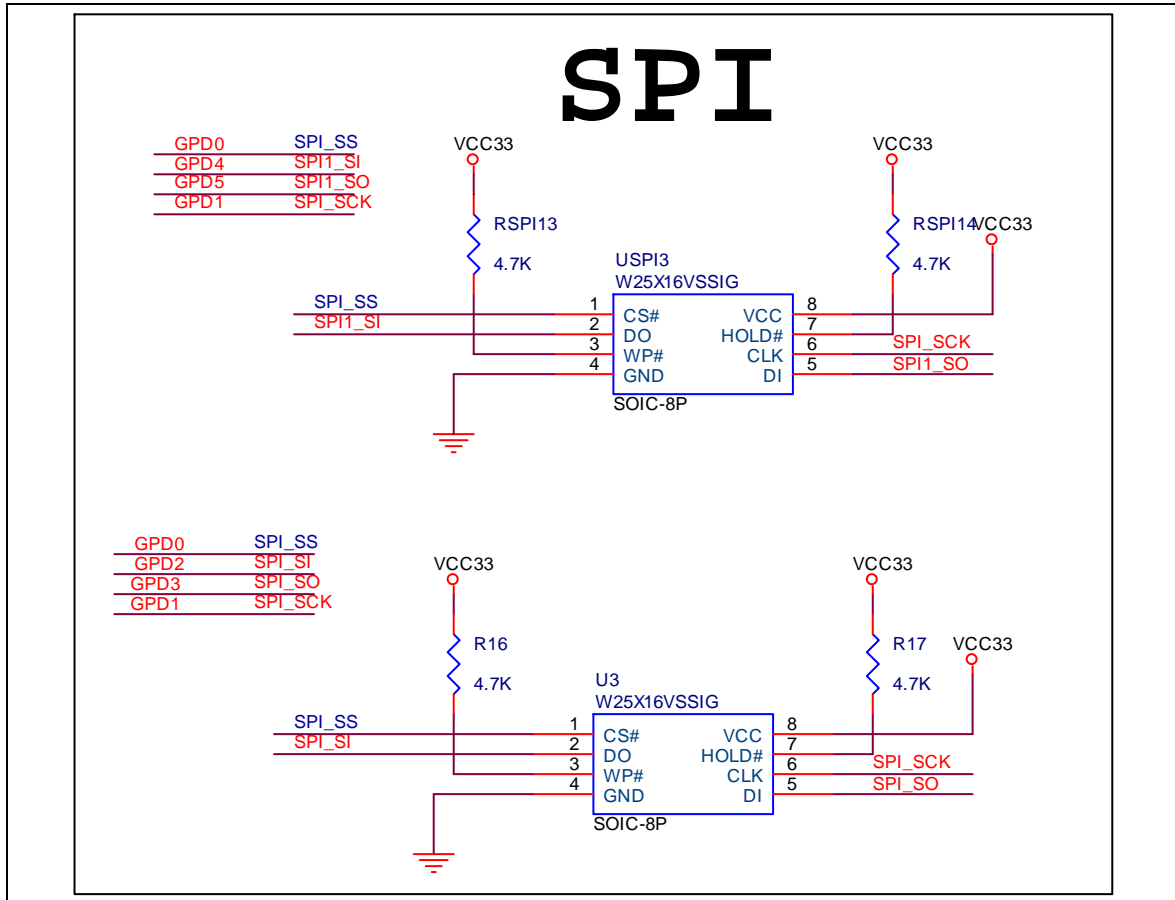 SPI
GPD0 SPI_SS
GPD4 SPI1_SI
GPD5 SPI1_SO
GPD1 SPI_SCK
VCC33
VCC33
RSPI13
4.7K
RSPI14
VCC33
4.7K
USPI3
W25X16VSSIG
SPI_SS 1 CS# VCC 8
SPI1_SI 2 DO HOLD# 7
3 WP# CLK 6 SPI_SCK
4 GND DI 5 SPI1_SO
SOIC-8P
GPD0 SPI_SS
GPD2 SPI_SI
GPD3 SPI_SO
GPD1 SPI_SCK
VCC33
VCC33
R16
4.7K
R17
4.7K
VCC33
U3
W25X16VSSIG
SPI_SS 1 CS# VCC 8
SPI_SI 2 DO HOLD# 7
3 WP# CLK 6 SPI_SCK
4 GND DI 5 SPI_SO
SOIC-8P